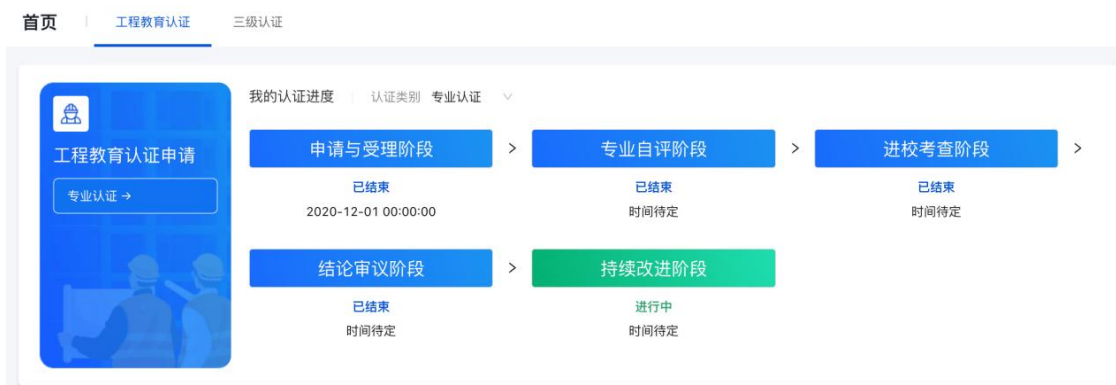 首页 工程教育认证 三级认证
工程教育认证申请
专业认证 →
我的认证进度 认证类别 专业认证
申请与受理阶段 > 专业自评阶段 > 进校考查阶段 >
已结束 已结束 已结束
2020-12-01 00:00:00 时间待定 时间待定
结论审议阶段 > 持续改进阶段
已结束 进行中
时间待定 时间待定